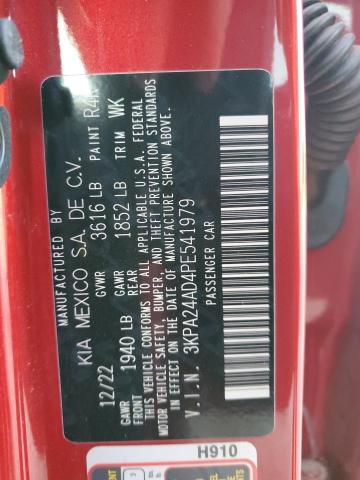 MANUFACTURED BY
KIA MEXICO S.A. DE C.V.
12/22 GVWR 3616 LB PAINT
GAWR FRONT 1940 LB GAWR REAR 1852 LB TRIM WK
THIS VEHICLE CONFORMS TO ALL APPLICABLE U.S.A. FEDERAL
MOTOR VEHICLE SAFETY, BUMPER, AND THEFT PREVENTION STANDARDS
IN EFFECT ON THE DATE OF MANUFACTURE SHOWN ABOVE.
V.I.N. 3KPA24AD4PE541979
PASSENGER CAR
H910